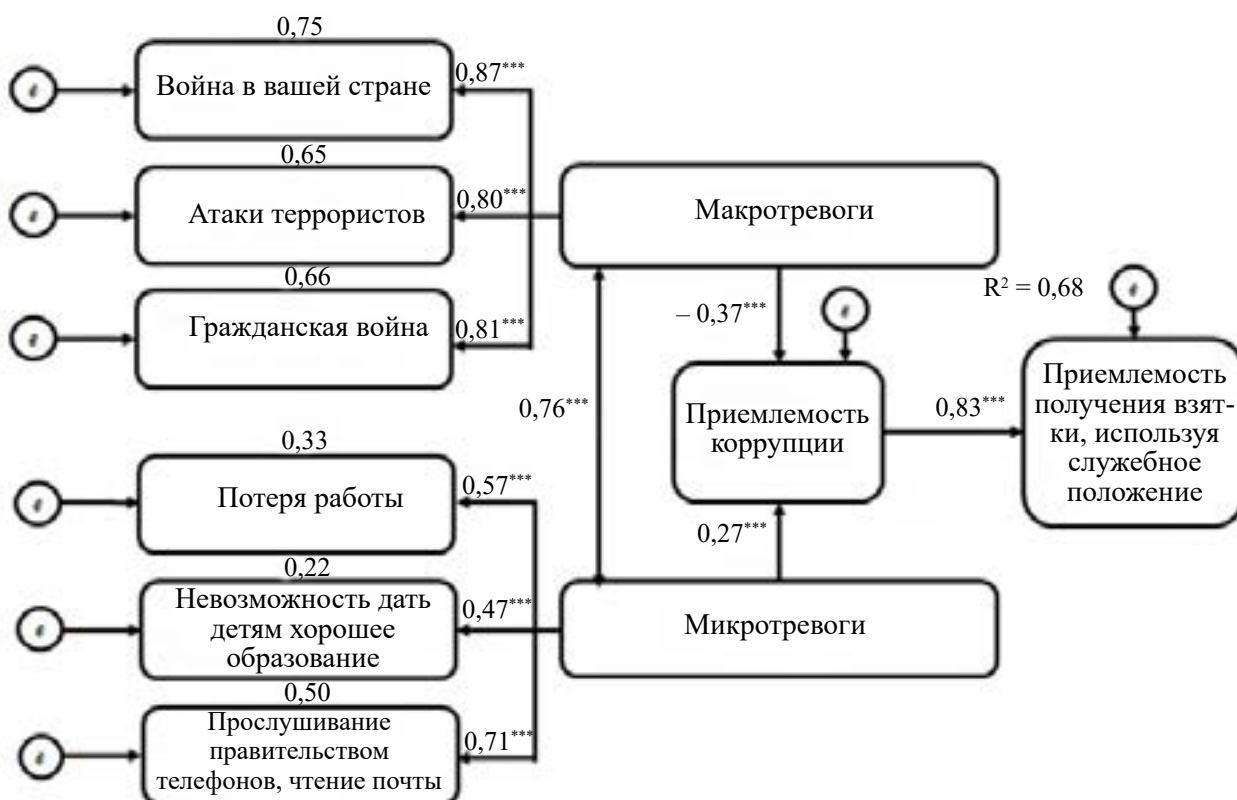 0,75
Война в вашей стране
0,87***
0,65
Атаки террористов
0,80***
0,66
Гражданская война
0,81***
Макротревоги
– 0,37***
R² = 0,68
0,76***
Приемлемость
коррупции
0,83***
Приемлемость
получения взят-
ки, используя
служебное
положение
0,27***
0,33
Потеря работы
0,57***
0,22
Невозможность дать
детям хорошее
образование
0,47***
Микротревоги
0,50
Прослушивание
правительством
телефонов, чтение почты
0,71***